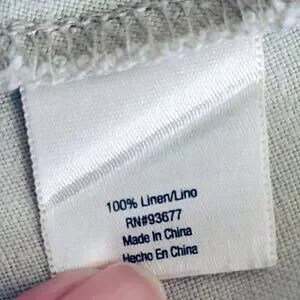 100% Linen/Lino
RN#93677
Made In China
Hecho En China